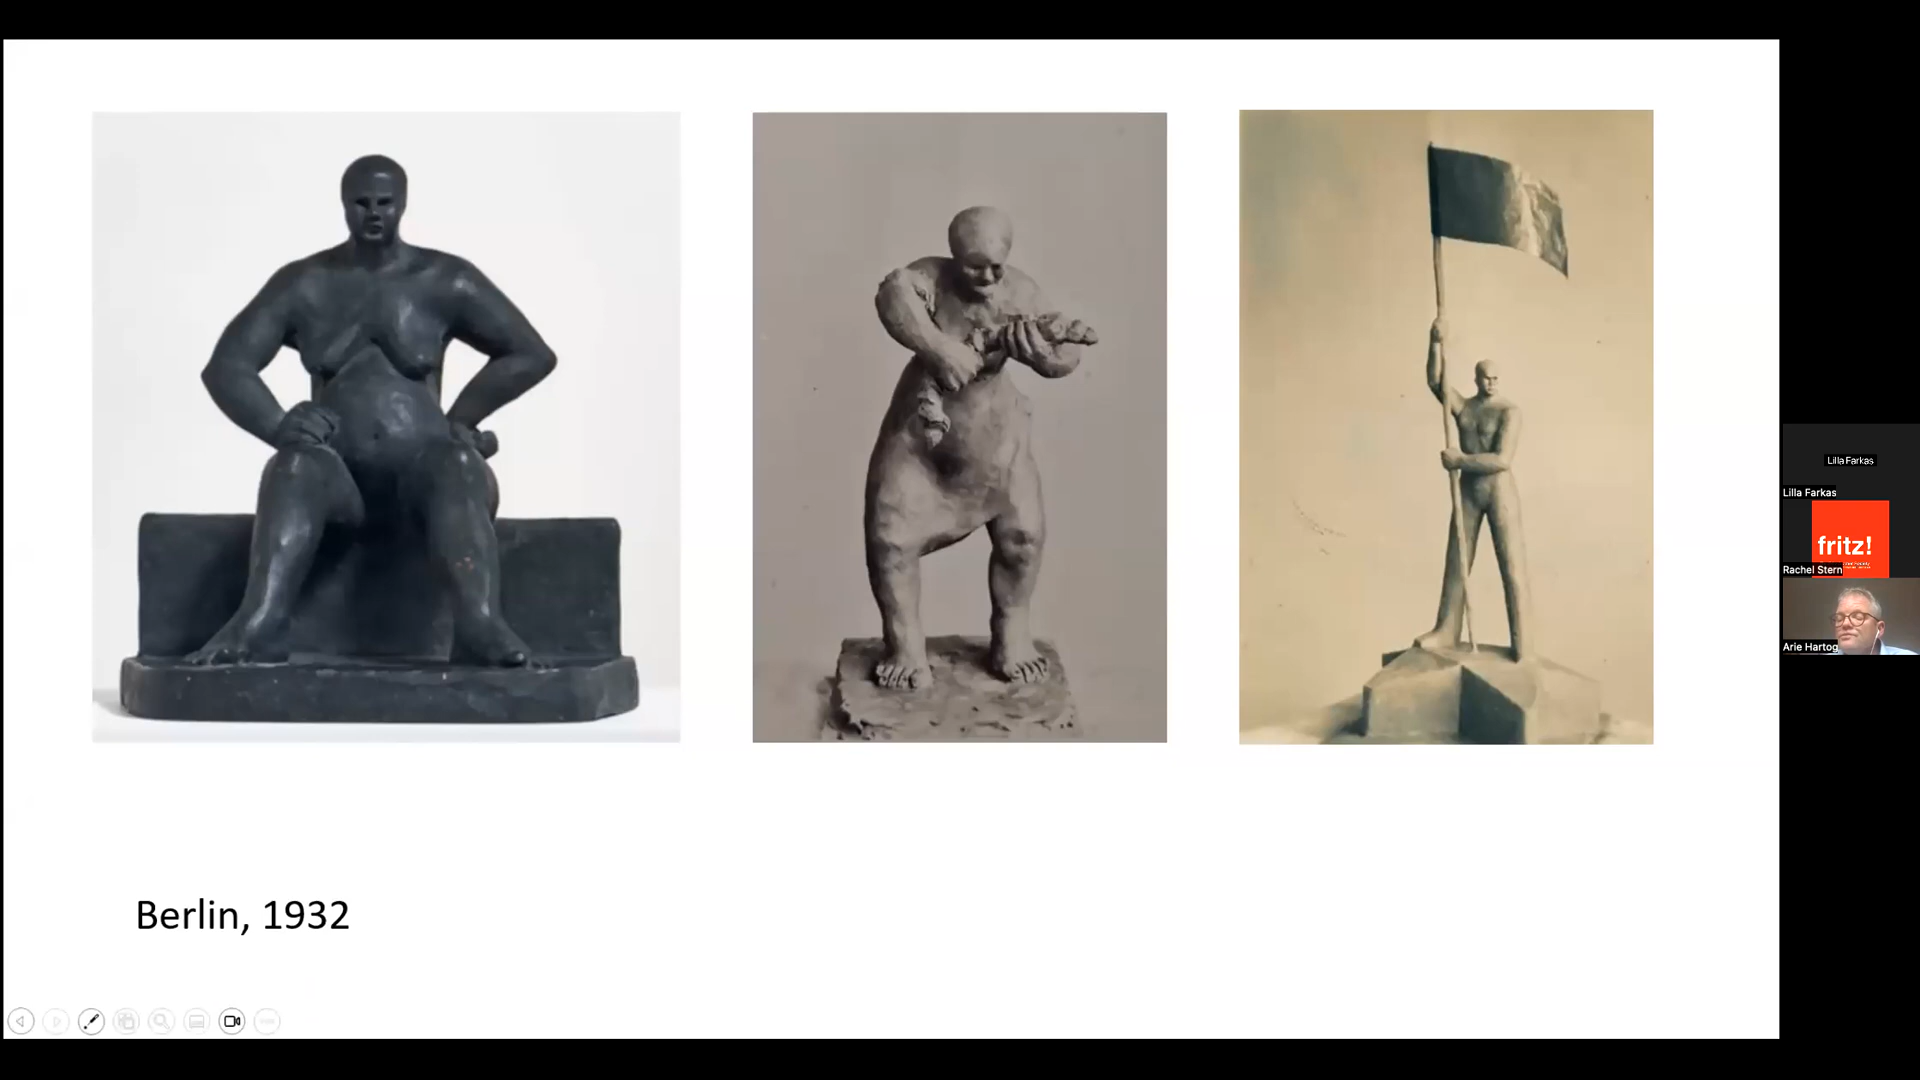 Berlin, 1932
Lilla Farkas
Lilla Farkas
fritz!
Rachel Stern
Arie Hartog